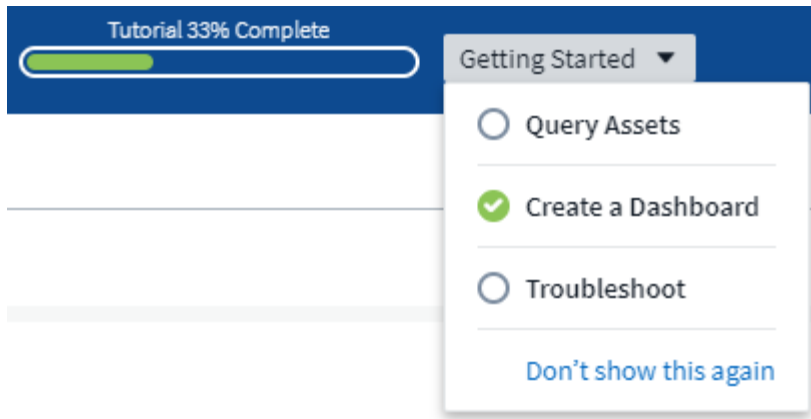 Tutorial 33% Complete
Getting Started
Query Assets
Create a Dashboard
Troubleshoot
Don’t show this again